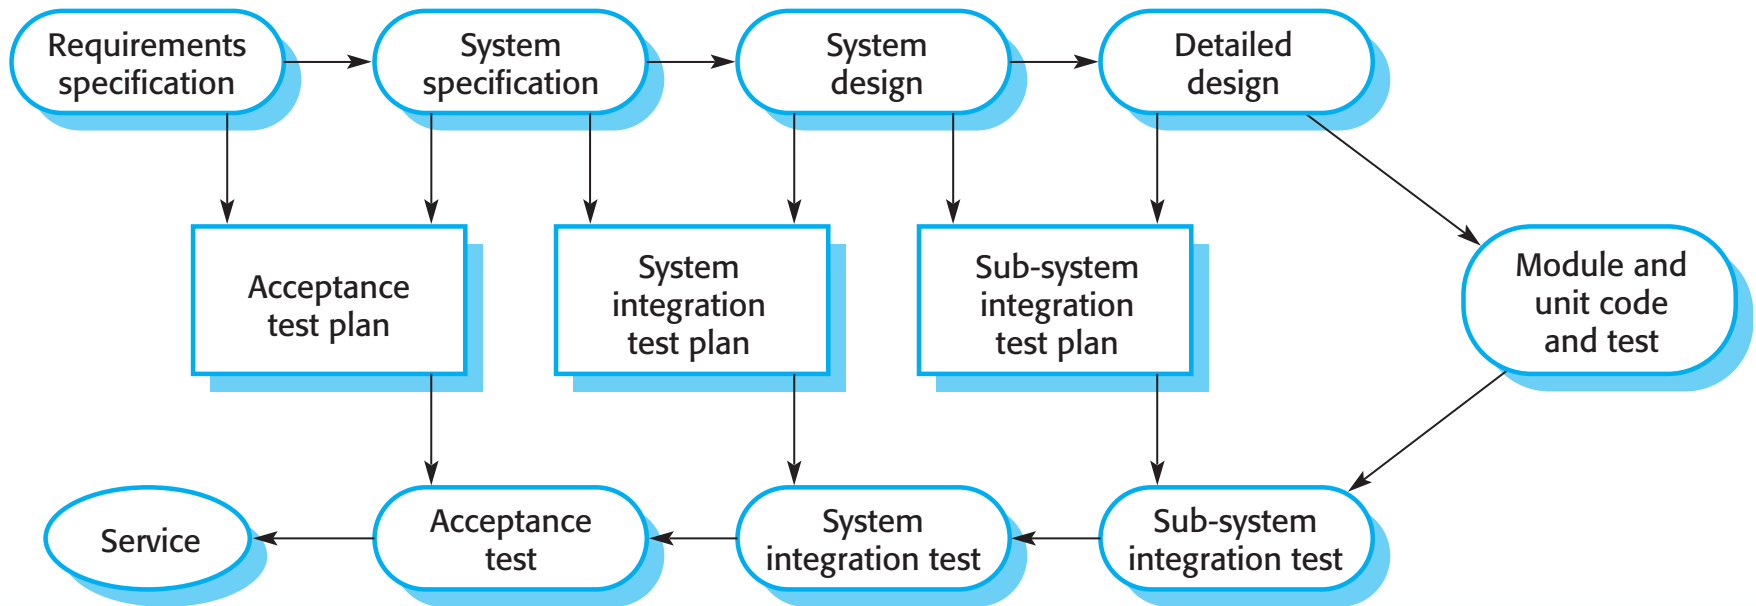 Requirements
specification
System
specification
System
design
Detailed
design
Acceptance
test plan
System
integration
test plan
Sub-system
integration
test plan
Module and
unit code
and test
Service
Acceptance
test
System
integration test
Sub-system
integration test